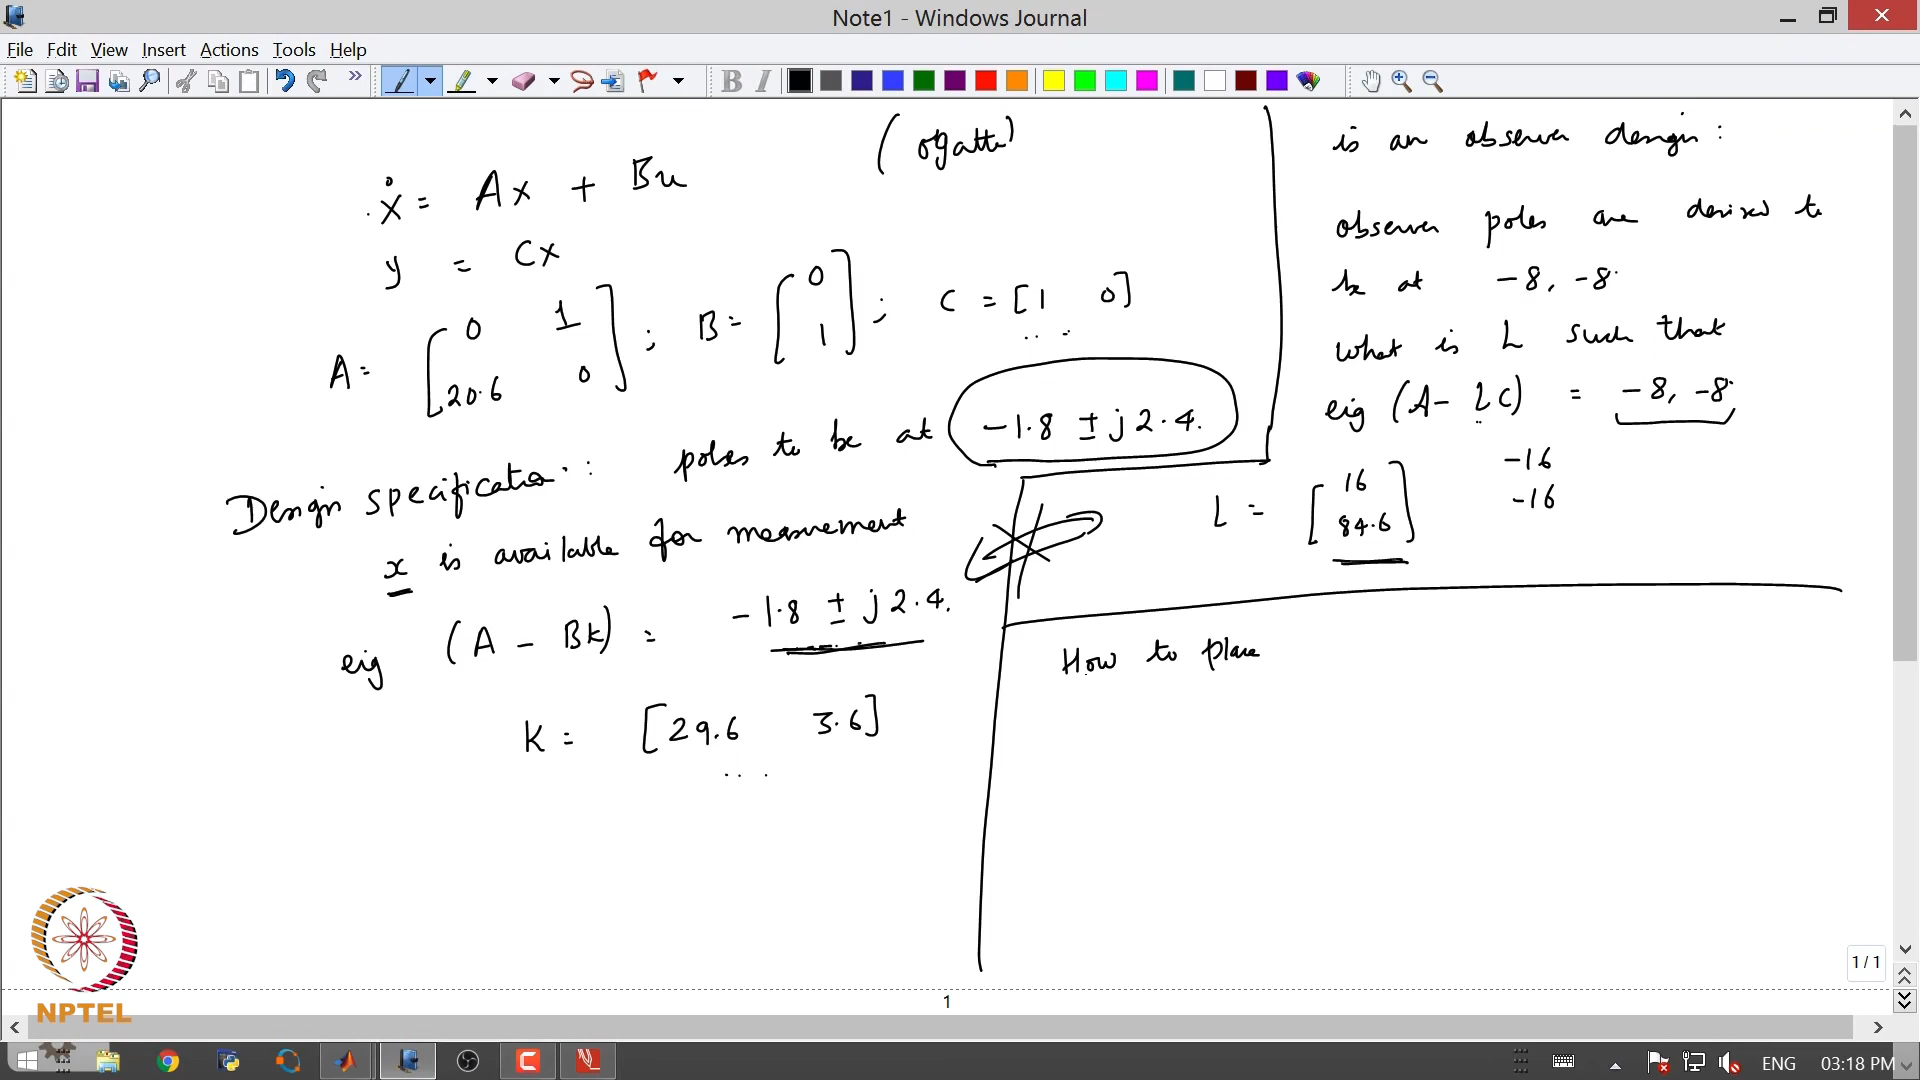 Note1 - Windows Journal
File Edit View Insert Actions Tools Help
(ogatta)
ẋ = Ax + Bu
y = Cx
A = [0 1
20.6 0] ; B = [0
1] ; C = [1 0]
Design specification : poles to be at -1.8 ± j2.4.
x is available for measurement
eig (A - BK) = -1.8 ± j2.4.
K = [29.6 3.6]
is an observer design :
observer poles are desired to
be at -8, -8
what is L such that
eig (A - LC) = -8, -8
-16
-16
L = [16
84.6]
How to place
NPTEL
1
1 / 1
ENG 03:18 PM